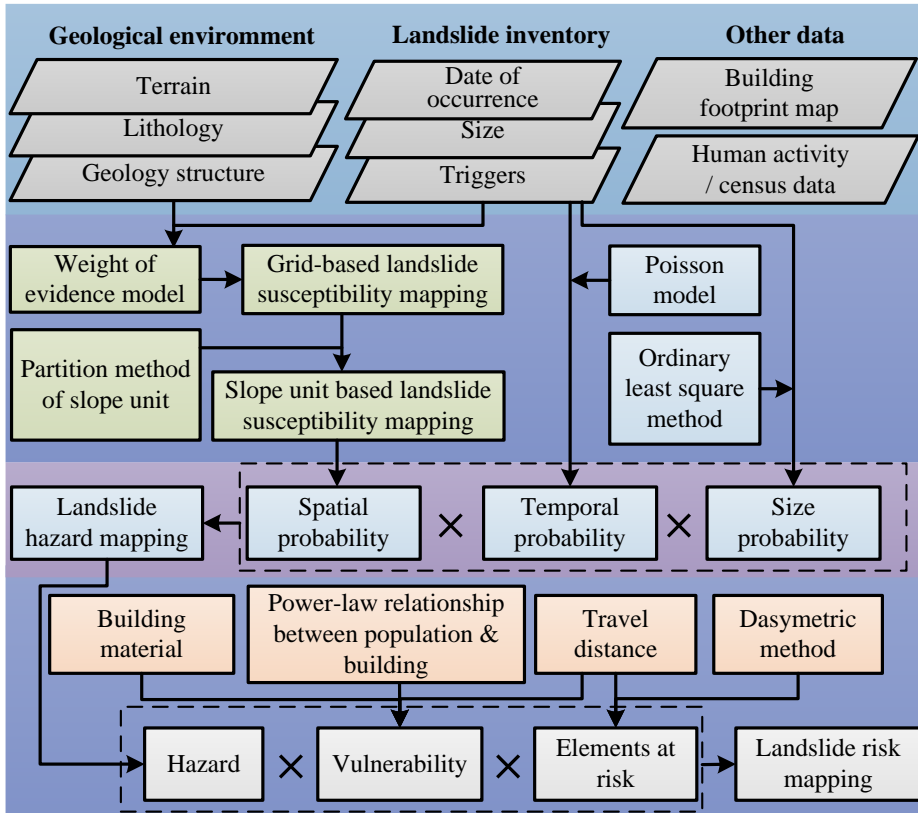 Geological enviromment
Landslide inventory
Other data
Terrain
Lithology
Geology structure
Date of
occurrence
Size
Triggers
Building
footprint map
Human activity
/ census data
Weight of
evidence model
Grid-based landslide
susceptibility mapping
Poisson
model
Partition method
of slope unit
Slope unit based landslide
susceptibility mapping
Ordinary
least square
method
Landslide
hazard mapping
Spatial
probability
×
Temporal
probability
×
Size
probability
Building
material
Power-law relationship
between population &
building
Travel
distance
Dasymetric
method
Hazard
×
Vulnerability
×
Elements at
risk
Landslide risk
mapping